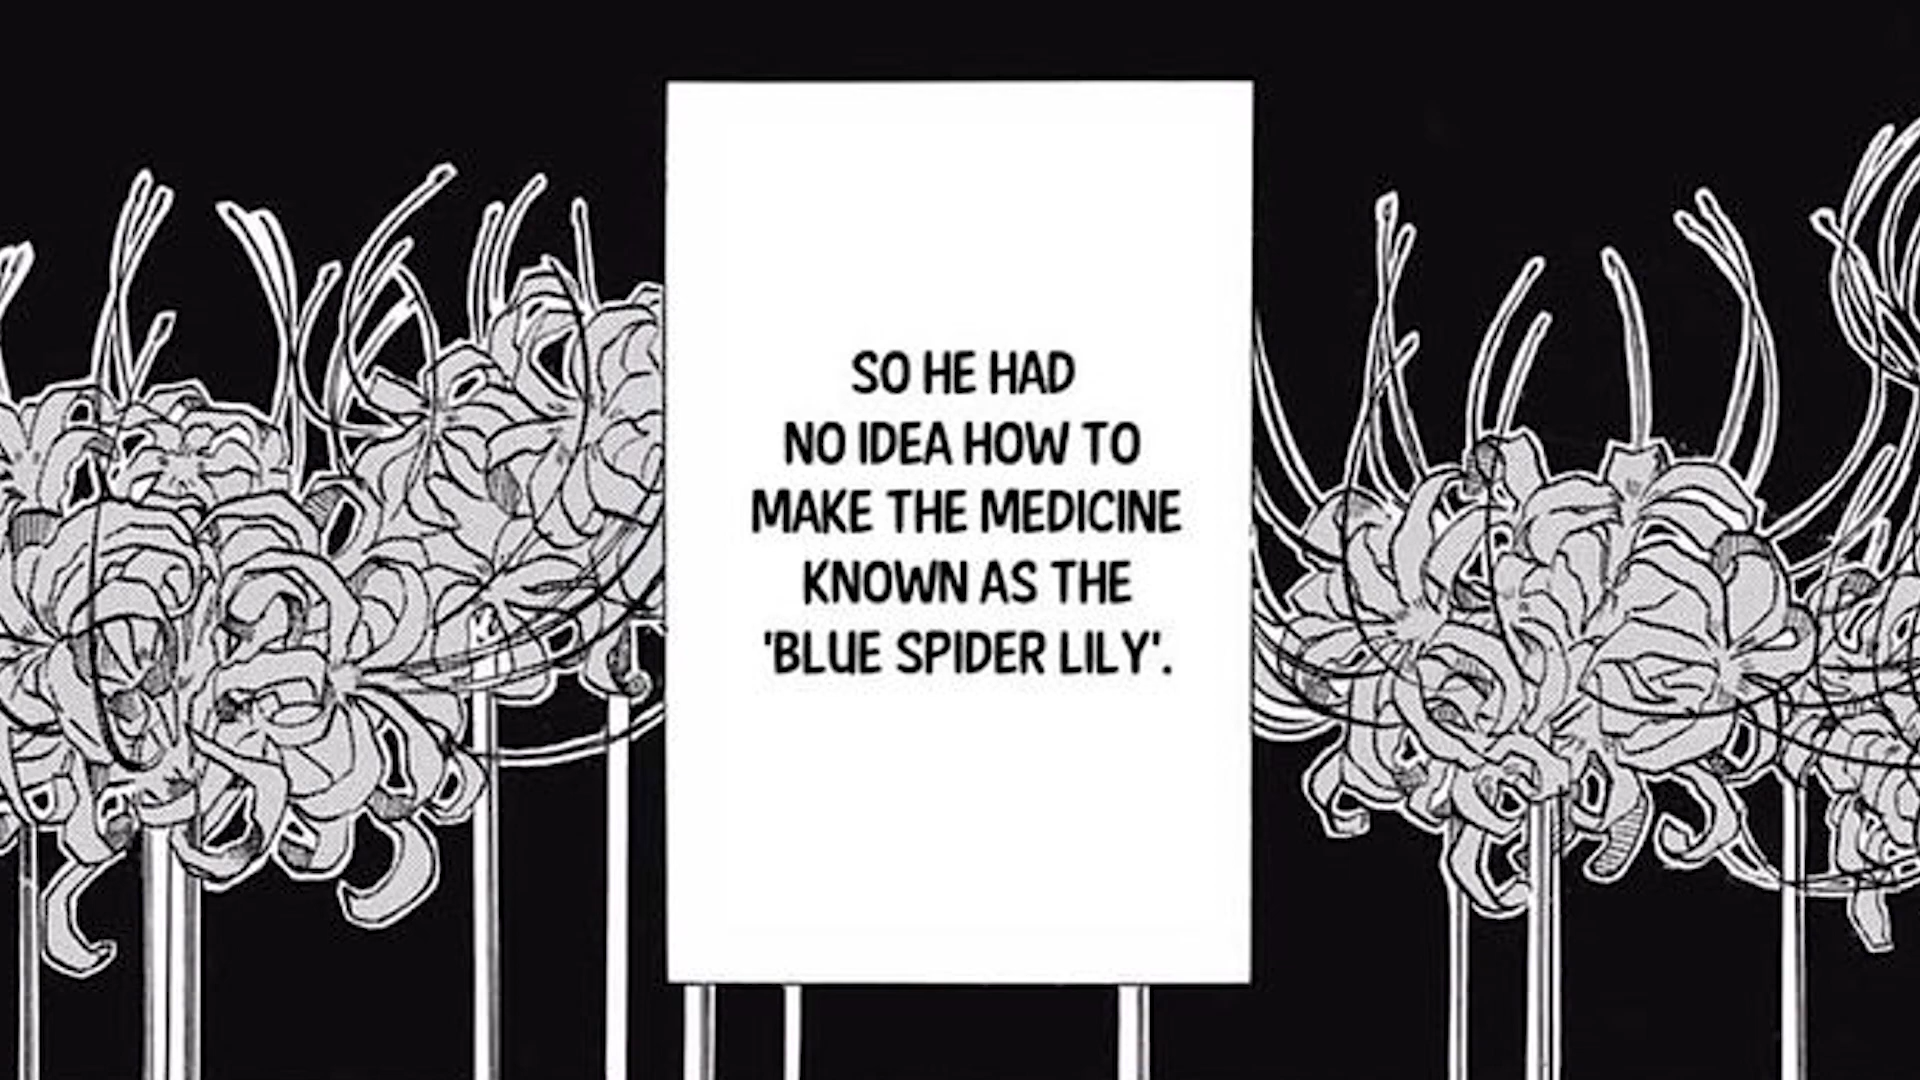 SO HE HAD
NO IDEA HOW TO
MAKE THE MEDICINE
KNOWN AS THE
'BLUE SPIDER LILY'.